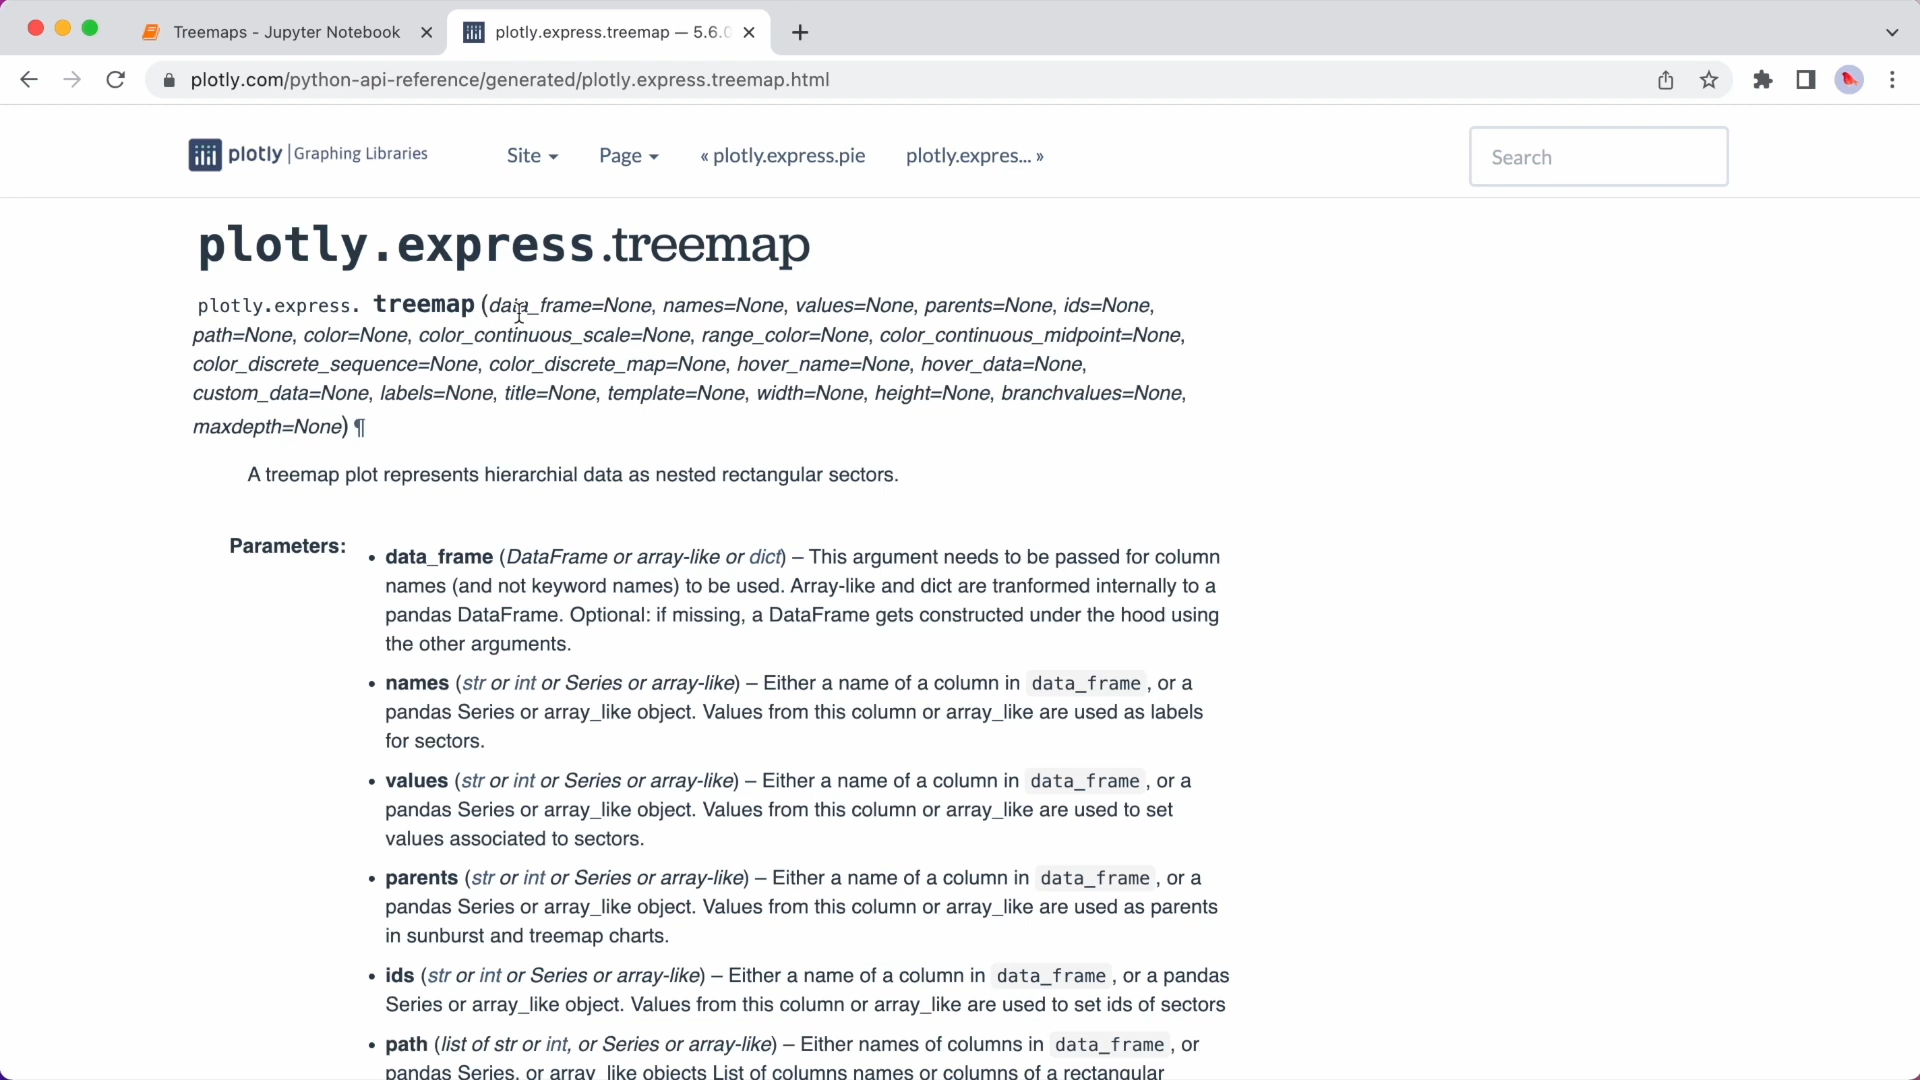 Treemaps - Jupyter Notebook
plotly.express.treemap — 5.6.0
plotly.com/python-api-reference/generated/plotly.express.treemap.html
plotly | Graphing Libraries
Site
Page
« plotly.express.pie
plotly.expres... »
Search
plotly.express.treemap
plotly.express. treemap (data_frame=None, names=None, values=None, parents=None, ids=None,
path=None, color=None, color_continuous_scale=None, range_color=None, color_continuous_midpoint=None,
color_discrete_sequence=None, color_discrete_map=None, hover_name=None, hover_data=None,
custom_data=None, labels=None, title=None, template=None, width=None, height=None, branchvalues=None,
maxdepth=None) ¶
A treemap plot represents hierarchial data as nested rectangular sectors.
Parameters:
• data_frame (DataFrame or array-like or dict) – This argument needs to be passed for column
names (and not keyword names) to be used. Array-like and dict are tranformed internally to a
pandas DataFrame. Optional: if missing, a DataFrame gets constructed under the hood using
the other arguments.
• names (str or int or Series or array-like) – Either a name of a column in data_frame , or a
pandas Series or array_like object. Values from this column or array_like are used as labels
for sectors.
• values (str or int or Series or array-like) – Either a name of a column in data_frame , or a
pandas Series or array_like object. Values from this column or array_like are used to set
values associated to sectors.
• parents (str or int or Series or array-like) – Either a name of a column in data_frame , or a
pandas Series or array_like object. Values from this column or array_like are used as parents
in sunburst and treemap charts.
• ids (str or int or Series or array-like) – Either a name of a column in data_frame , or a pandas
Series or array_like object. Values from this column or array_like are used to set ids of sectors
• path (list of str or int, or Series or array-like) – Either names of columns in data_frame , or
pandas Series, or array_like objects List of columns names or columns of a rectangular